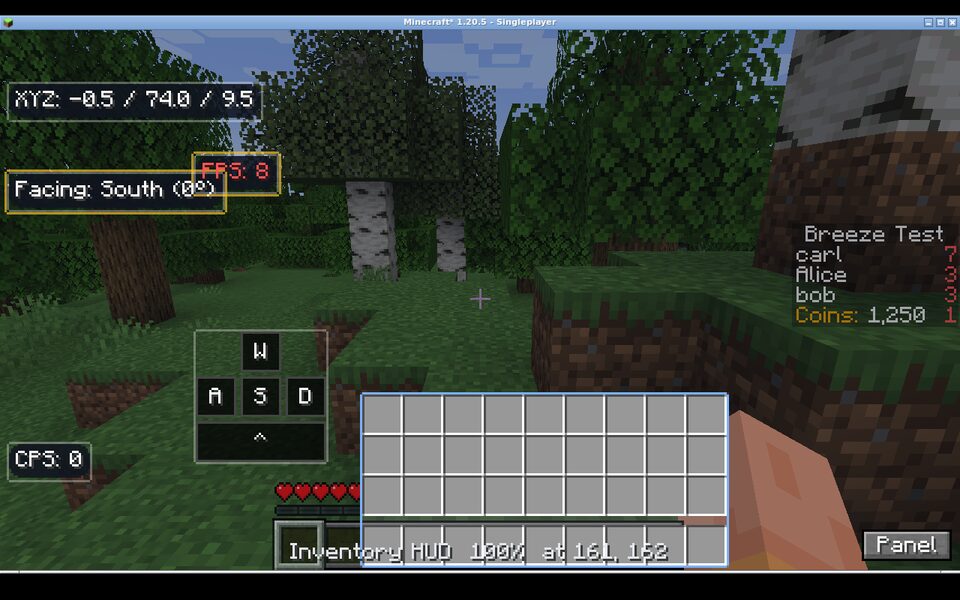 Minecraft* 1.20.5 - Singleplayer
XYZ: -0.5 / 74.0 / 9.5
FPS: 8
Facing: South (0°)
Breeze Test
carl 7
Alice 3
bob 3
Coins: 1,250 1
W
A S D
^
CPS: 0
Inventory HUD 100% at 161, 162
Panel